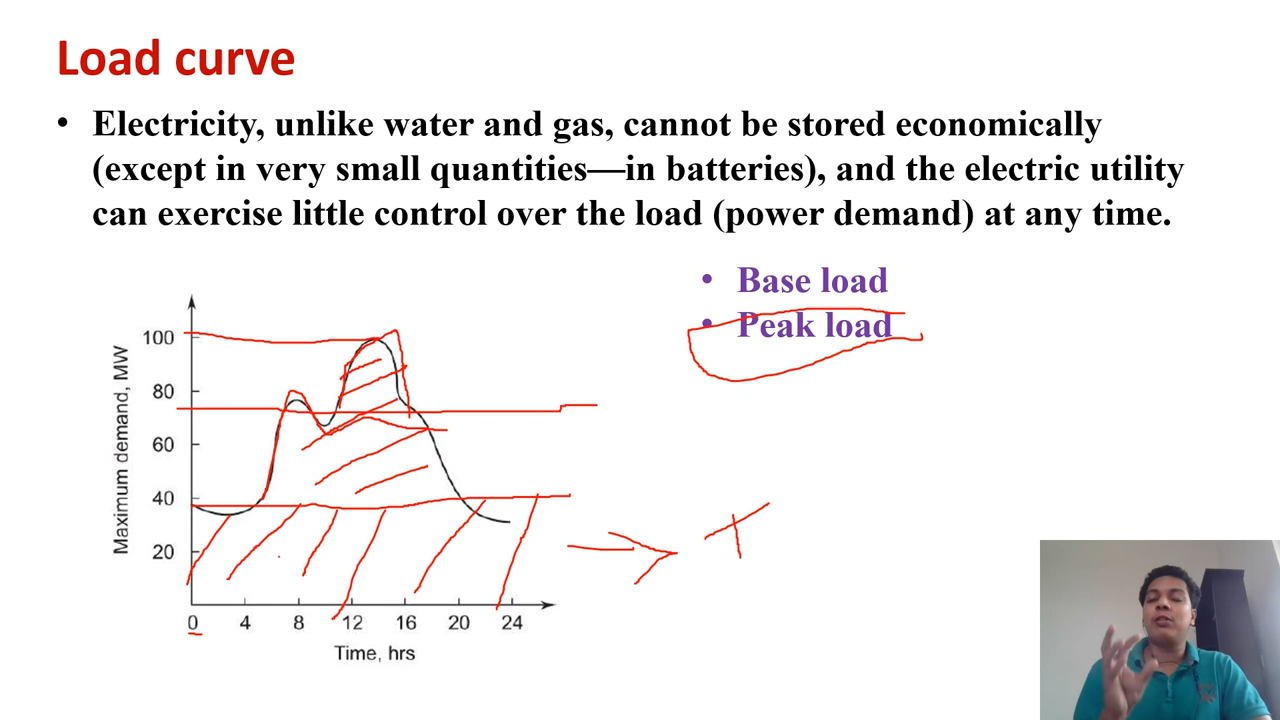 Load curve
• Electricity, unlike water and gas, cannot be stored economically
(except in very small quantities—in batteries), and the electric utility
can exercise little control over the load (power demand) at any time.
• Base load
• Peak load
Maximum demand, MW
100
80
60
40
20
0 4 8 12 16 20 24
Time, hrs